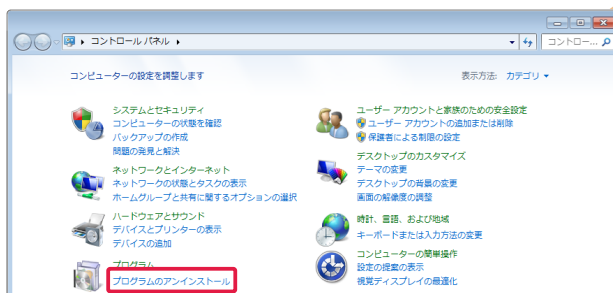 コントロール パネル
コントロー...
コンピューターの設定を調整します
表示方法: カテゴリ
システムとセキュリティ
コンピューターの状態を確認
バックアップの作成
問題の発見と解決
ネットワークとインターネット
ネットワークの状態とタスクの表示
ホームグループと共有に関するオプションの選択
ハードウェアとサウンド
デバイスとプリンターの表示
デバイスの追加
プログラム
プログラムのアンインストール
ユーザー アカウントと家族のための安全設定
ユーザー アカウントの追加または削除
保護者による制限の設定
デスクトップのカスタマイズ
テーマの変更
デスクトップの背景の変更
画面の解像度の調整
時計、言語、および地域
キーボードまたは入力方法の変更
コンピューターの簡単操作
設定の提案の表示
視覚ディスプレイの最適化